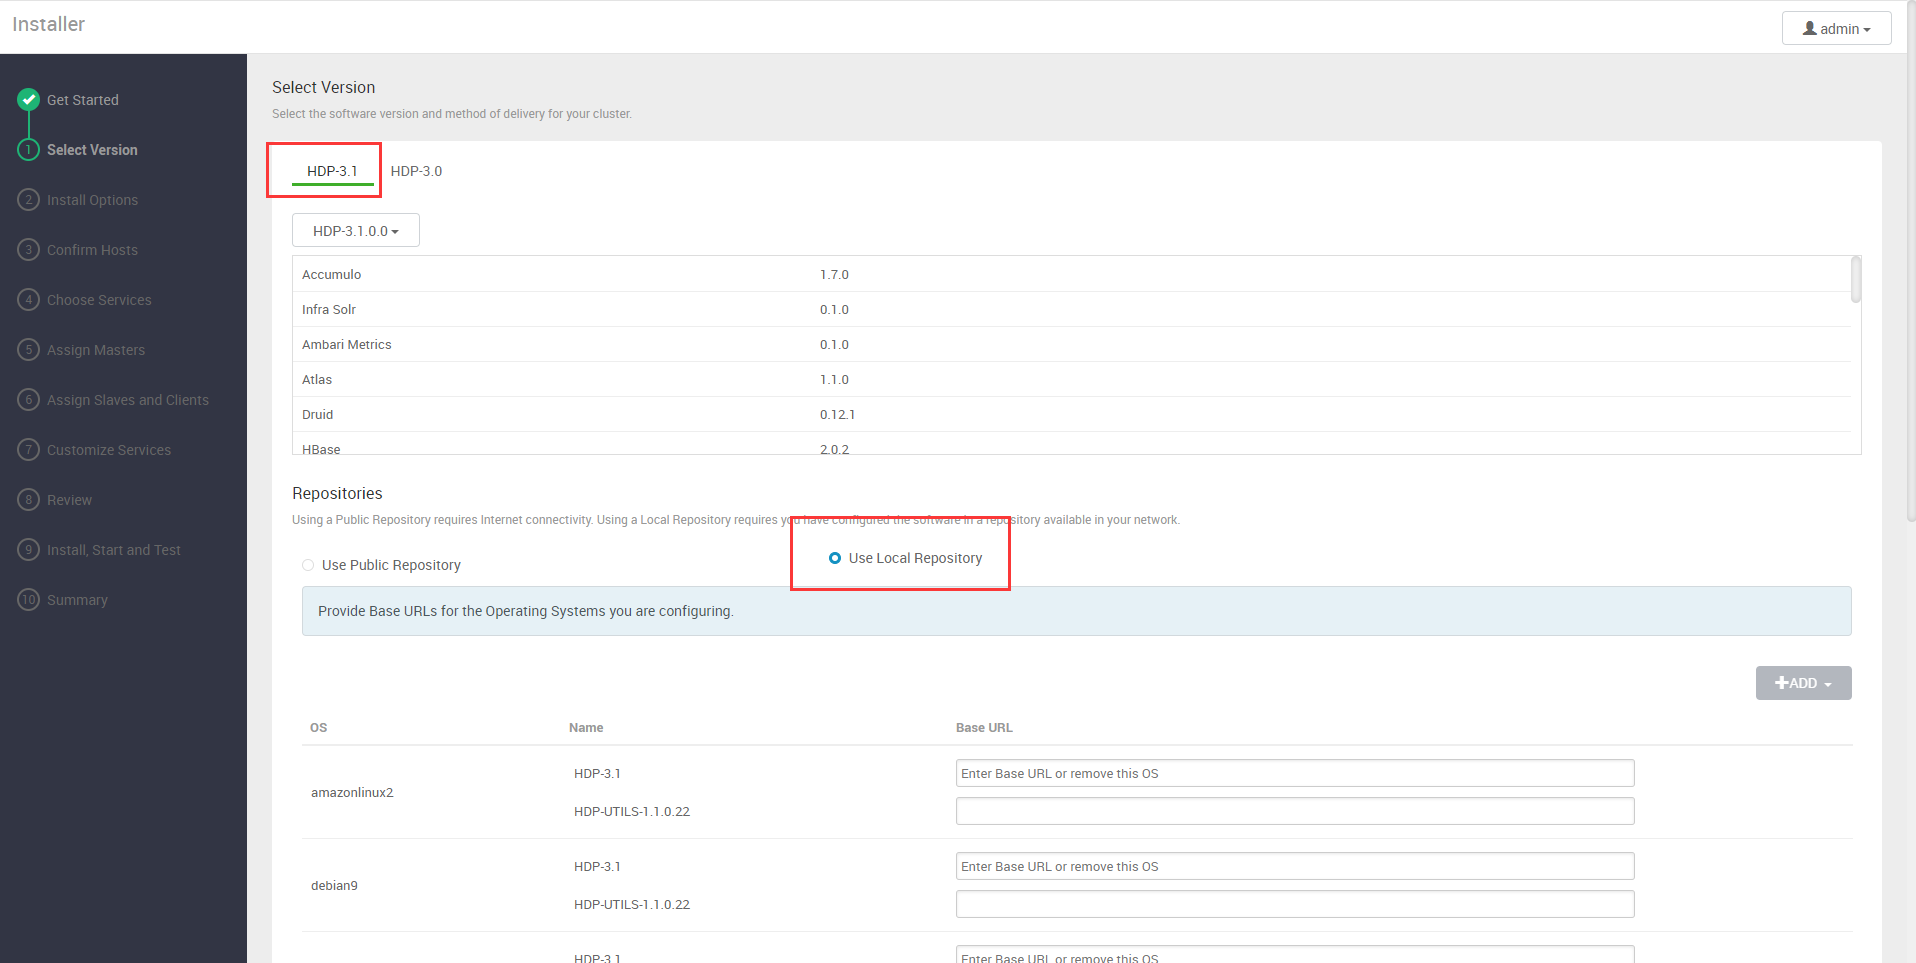 Installer
admin
Get Started
1 Select Version
2 Install Options
3 Confirm Hosts
4 Choose Services
5 Assign Masters
6 Assign Slaves and Clients
7 Customize Services
8 Review
9 Install, Start and Test
10 Summary
Select Version
Select the software version and method of delivery for your cluster.
HDP-3.1 HDP-3.0
HDP-3.1.0.0
Accumulo 1.7.0
Infra Solr 0.1.0
Ambari Metrics 0.1.0
Atlas 1.1.0
Druid 0.12.1
HBase 2.0.2
Repositories
Using a Public Repository requires Internet connectivity. Using a Local Repository requires you have configured the software in a repository available in your network.
Use Public Repository Use Local Repository
Provide Base URLs for the Operating Systems you are configuring.
ADD
OS Name Base URL
amazonlinux2
HDP-3.1 Enter Base URL or remove this OS
HDP-UTILS-1.1.0.22
debian9
HDP-3.1 Enter Base URL or remove this OS
HDP-UTILS-1.1.0.22
HDP-3.1 Enter Base URL or remove this OS